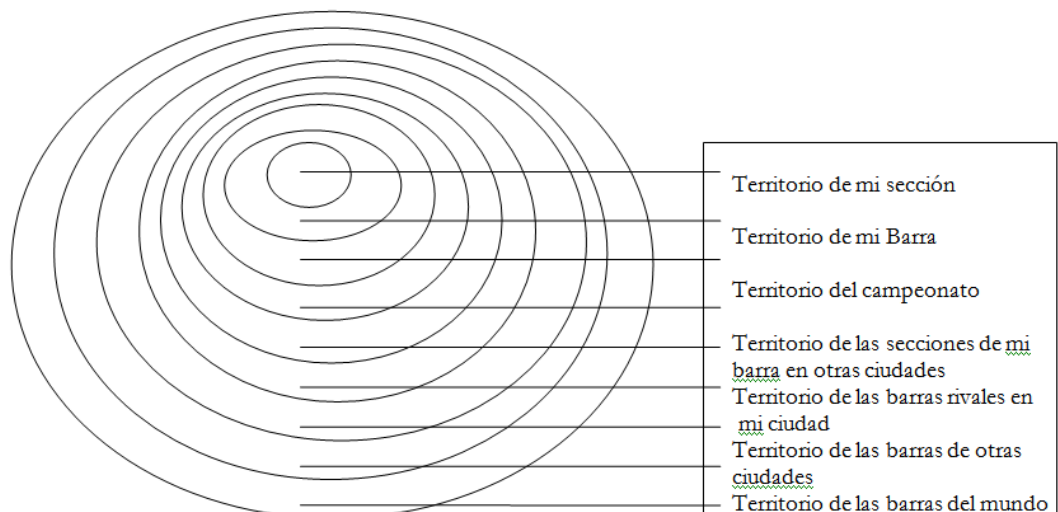 Territorio de mi sección
Territorio de mi Barra
Territorio del campeonato
Territorio de las secciones de mi
barra en otras ciudades
Territorio de las barras rivales en
mi ciudad
Territorio de las barras de otras
ciudades
Territorio de las barras del mundo